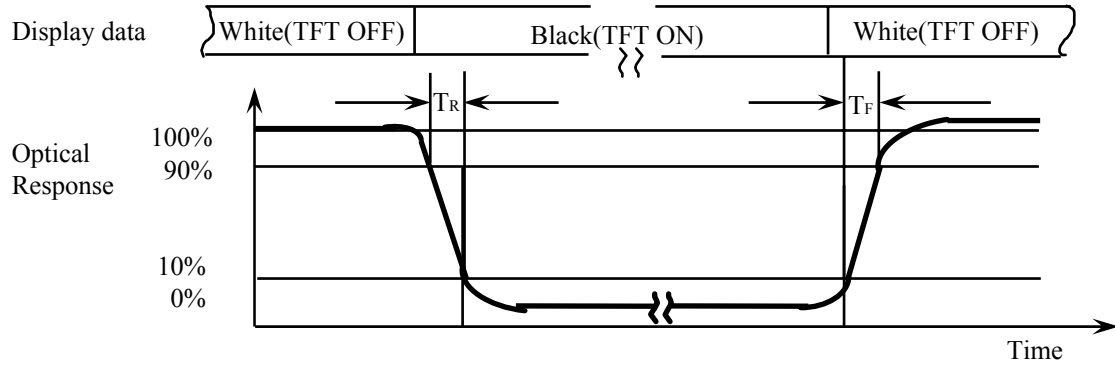 Display data
White(TFT OFF)
Black(TFT ON)
White(TFT OFF)
TR
TF
Optical
Response
100%
90%
10%
0%
Time